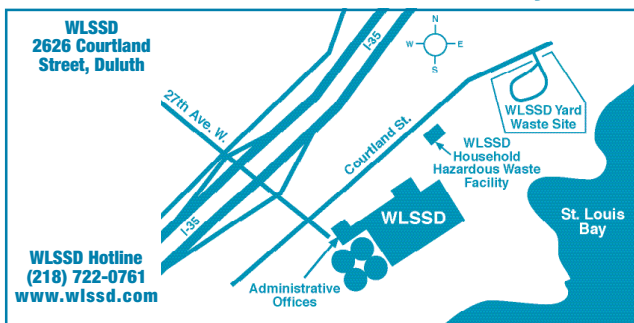 WLSSD
2626 Courtland
Street, Duluth
N
W
E
S
I-35
27th Ave. W.
Courtland St.
WLSSD Yard
Waste Site
WLSSD
Household
Hazardous Waste
Facility
WLSSD
St. Louis
Bay
I-35
Administrative
Offices
WLSSD Hotline
(218) 722-0761
www.wlssd.com